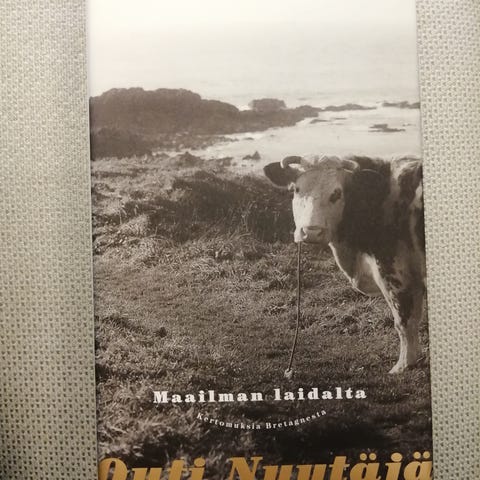 Maailman laidalta
Kertomuksia Bretagnesta
Outi Nyytäjä